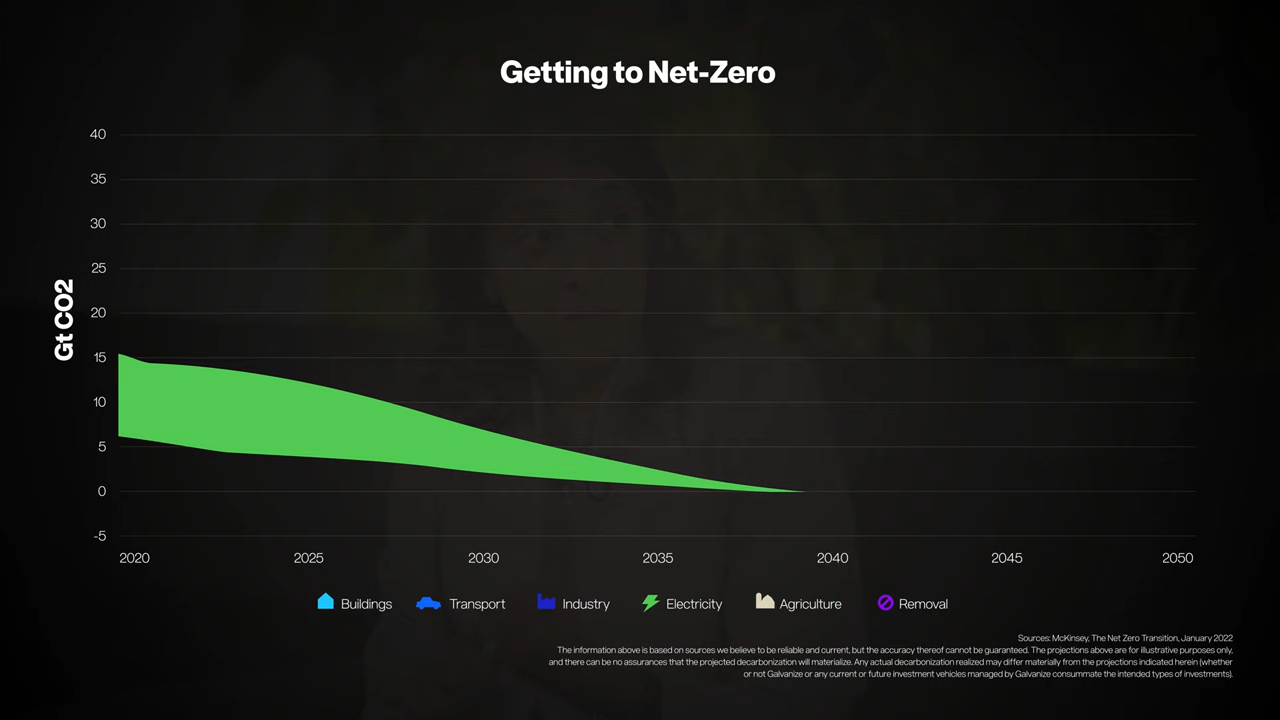 Getting to Net-Zero
Gt CO2
40
35
30
25
20
15
10
5
0
-5
2020 2025 2030 2035 2040 2045 2050
Buildings Transport Industry Electricity Agriculture Removal
Sources: McKinsey, The Net Zero Transition, January 2022
The information above is based on sources we believe to be reliable and current, but the accuracy thereof cannot be guaranteed. The projections above are for illustrative purposes only,
and there can be no assurances that the projected decarbonization will materialize. Any actual decarbonization realized may differ materially from the projections indicated herein (whether
or not Galvanize or any current or future investment vehicles managed by Galvanize consummate the intended types of investments).